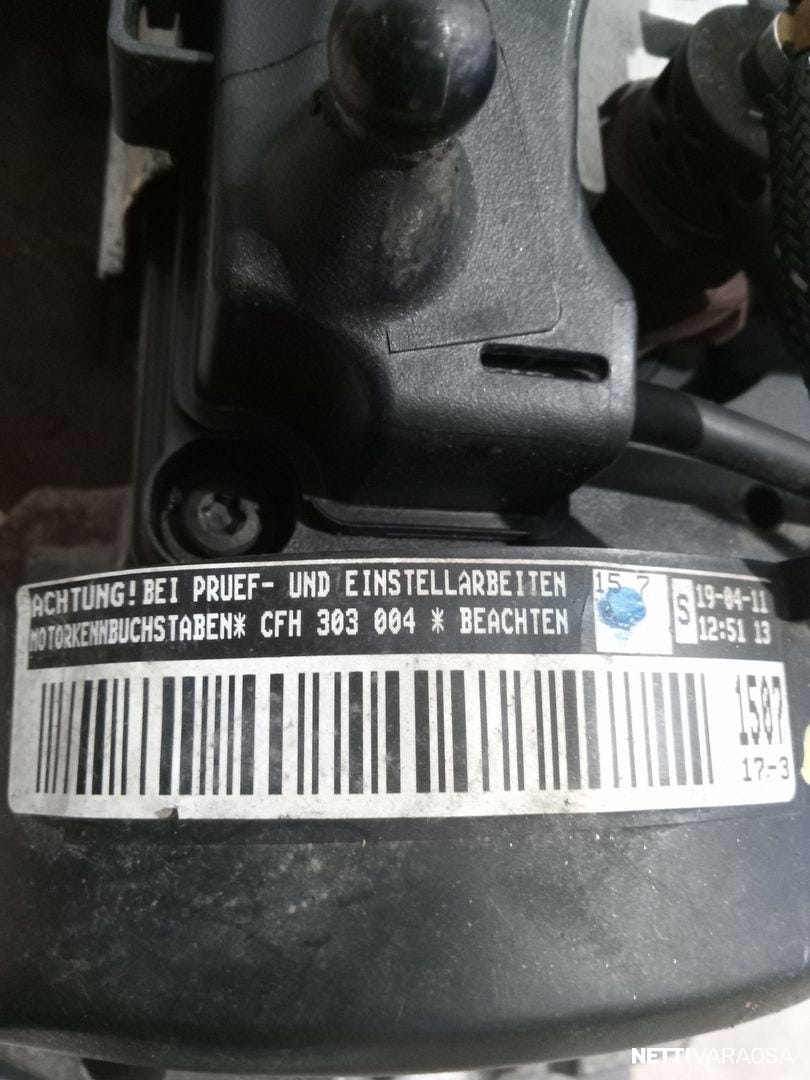 ACHTUNG! BEI PRUEF- UND EINSTELLARBEITEN
MOTORKENNBUCHSTABEN* CFH 303 004 * BEACHTEN
15 7
S
19-04-11
12:51 13
1507
17-3
NETTIVARAOSA